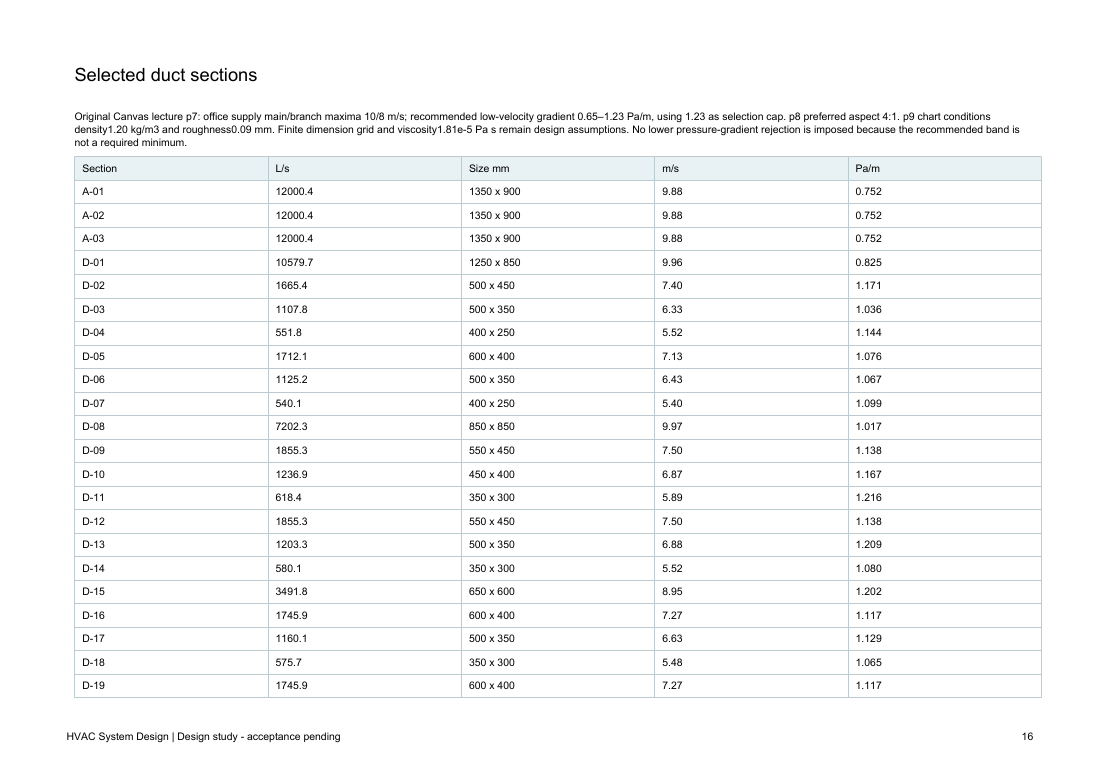 Selected duct sections
Original Canvas lecture p7: office supply main/branch maxima 10/8 m/s; recommended low-velocity gradient 0.65–1.23 Pa/m, using 1.23 as selection cap. p8 preferred aspect 4:1. p9 chart conditions
density1.20 kg/m3 and roughness0.09 mm. Finite dimension grid and viscosity1.81e-5 Pa s remain design assumptions. No lower pressure-gradient rejection is imposed because the recommended band is
not a required minimum.
Section L/s Size mm m/s Pa/m
A-01 12000.4 1350 x 900 9.88 0.752
A-02 12000.4 1350 x 900 9.88 0.752
A-03 12000.4 1350 x 900 9.88 0.752
D-01 10579.7 1250 x 850 9.96 0.825
D-02 1665.4 500 x 450 7.40 1.171
D-03 1107.8 500 x 350 6.33 1.036
D-04 551.8 400 x 250 5.52 1.144
D-05 1712.1 600 x 400 7.13 1.076
D-06 1125.2 500 x 350 6.43 1.067
D-07 540.1 400 x 250 5.40 1.099
D-08 7202.3 850 x 850 9.97 1.017
D-09 1855.3 550 x 450 7.50 1.138
D-10 1236.9 450 x 400 6.87 1.167
D-11 618.4 350 x 300 5.89 1.216
D-12 1855.3 550 x 450 7.50 1.138
D-13 1203.3 500 x 350 6.88 1.209
D-14 580.1 350 x 300 5.52 1.080
D-15 3491.8 650 x 600 8.95 1.202
D-16 1745.9 600 x 400 7.27 1.117
D-17 1160.1 500 x 350 6.63 1.129
D-18 575.7 350 x 300 5.48 1.065
D-19 1745.9 600 x 400 7.27 1.117
HVAC System Design | Design study - acceptance pending 16